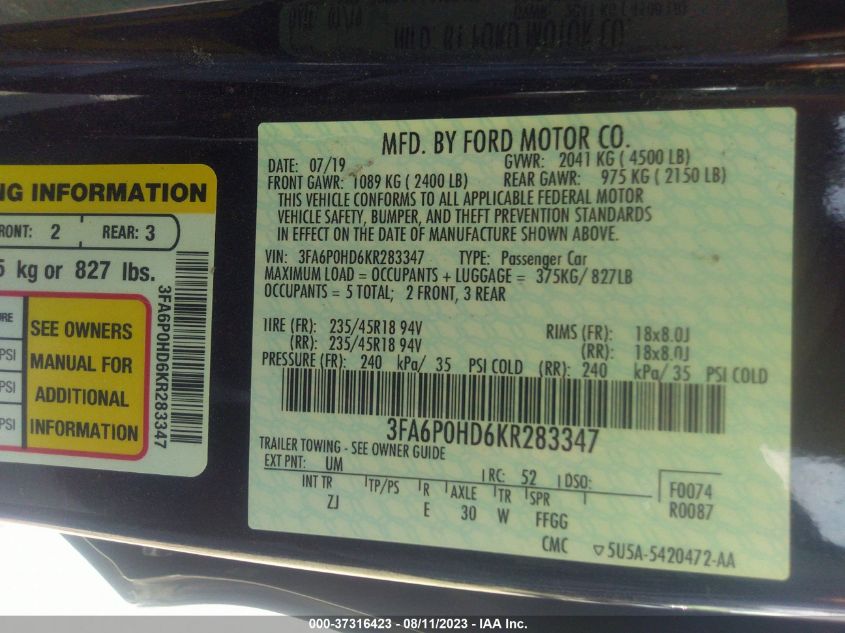 MFD. BY FORD MOTOR CO.
DATE: 07/19 GVWR: 2041 KG ( 4500 LB)
FRONT GAWR: 1089 KG ( 2400 LB) REAR GAWR: 975 KG ( 2150 LB)
THIS VEHICLE CONFORMS TO ALL APPLICABLE FEDERAL MOTOR
VEHICLE SAFETY, BUMPER, AND THEFT PREVENTION STANDARDS
IN EFFECT ON THE DATE OF MANUFACTURE SHOWN ABOVE.
VIN: 3FA6P0HD6KR283347 TYPE: Passenger Car
MAXIMUM LOAD = OCCUPANTS + LUGGAGE = 375KG/ 827LB
OCCUPANTS = 5 TOTAL; 2 FRONT, 3 REAR
TIRE (FR): 235/45R18 94V RIMS (FR): 18x8.0J
(RR): 235/45R18 94V (RR): 18x8.0J
PRESSURE (FR): 240 kPa/ 35 PSI COLD (RR): 240 kPa/ 35 PSI COLD
3FA6P0HD6KR283347
TRAILER TOWING - SEE OWNER GUIDE
EXT PNT: UM RC: 52 DSO:
INT TR TP/PS R AXLE TR SPR F0074
ZJ E 30 W FFGG R0087
CMC ▽5U5A-5420472-AA
NG INFORMATION
RONT: 2 REAR: 3
5 kg or 827 lbs.
3FA6P0HD6KR283347
URE
PSI
PSI
PSI
SEE OWNERS
MANUAL FOR
ADDITIONAL
INFORMATION
000-37316423 - 08/11/2023 - IAA Inc.